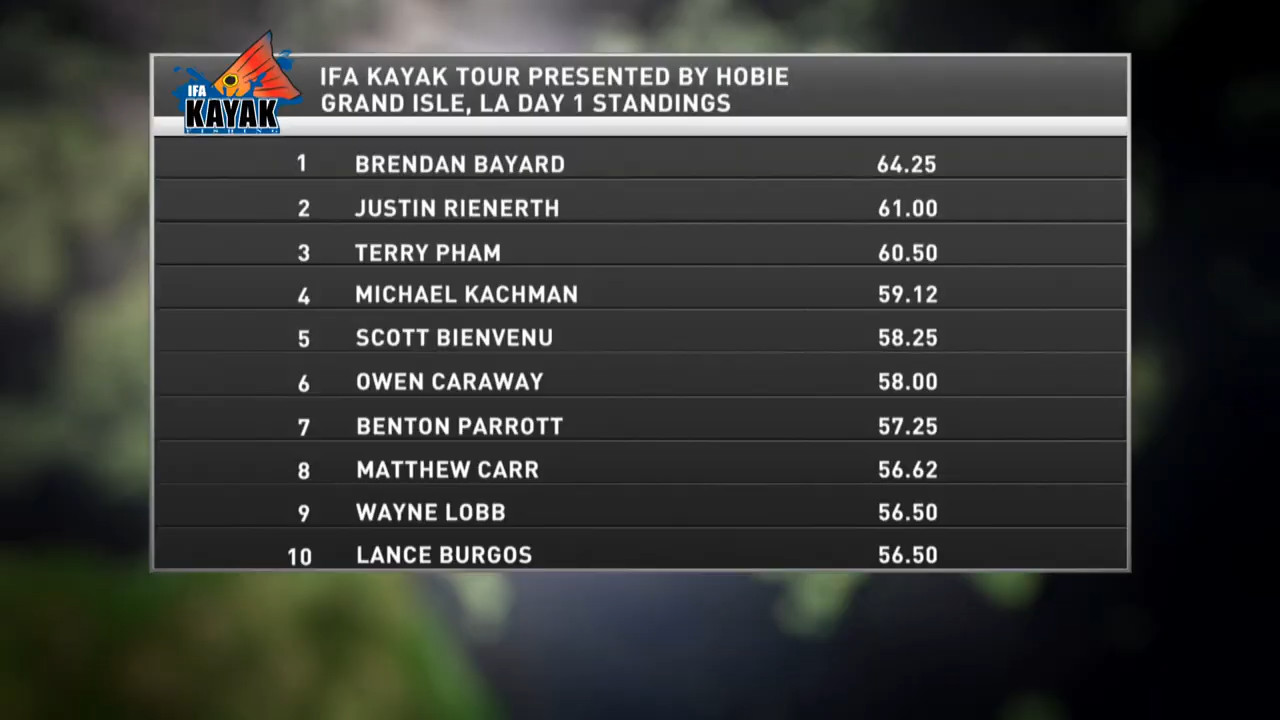 IFA
KAYAK
FISHING
IFA KAYAK TOUR PRESENTED BY HOBIE
GRAND ISLE, LA DAY 1 STANDINGS
1 BRENDAN BAYARD 64.25
2 JUSTIN RIENERTH 61.00
3 TERRY PHAM 60.50
4 MICHAEL KACHMAN 59.12
5 SCOTT BIENVENU 58.25
6 OWEN CARAWAY 58.00
7 BENTON PARROTT 57.25
8 MATTHEW CARR 56.62
9 WAYNE LOBB 56.50
10 LANCE BURGOS 56.50